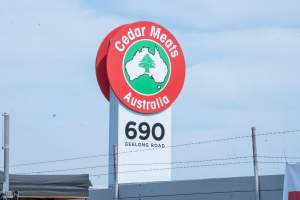 Cedar Meats
Australia
690
GEELONG ROAD